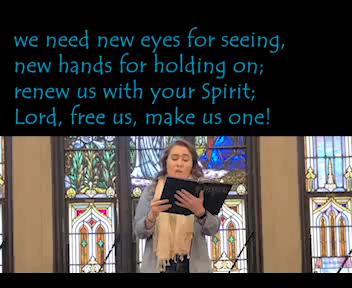 we need new eyes for seeing,
new hands for holding on;
renew us with your Spirit;
Lord, free us, make us one!